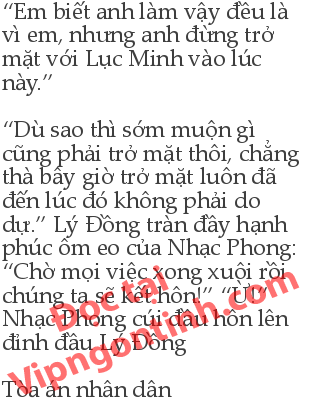 “Em biết anh làm vậy đều là
vì em, nhưng anh đừng trở
mặt với Lục Minh vào lúc
này.”
“Dù sao thì sớm muộn gì
cũng phải trở mặt thôi, chẳng
thà bây giờ trở mặt luôn đã
đến lúc đó không phải do
dự.” Lý Đồng tràn đầy hạnh
phúc ôm eo của Nhạc Phong:
“Chờ mọi việc xong xuôi rồi
chúng ta sẽ kết hôn!” “Ừ!”
Nhạc Phong cúi đầu hôn lên
đỉnh đầu Lý Đồng
Tòa án nhân dân
Đọc tại
Vipngontinh.com